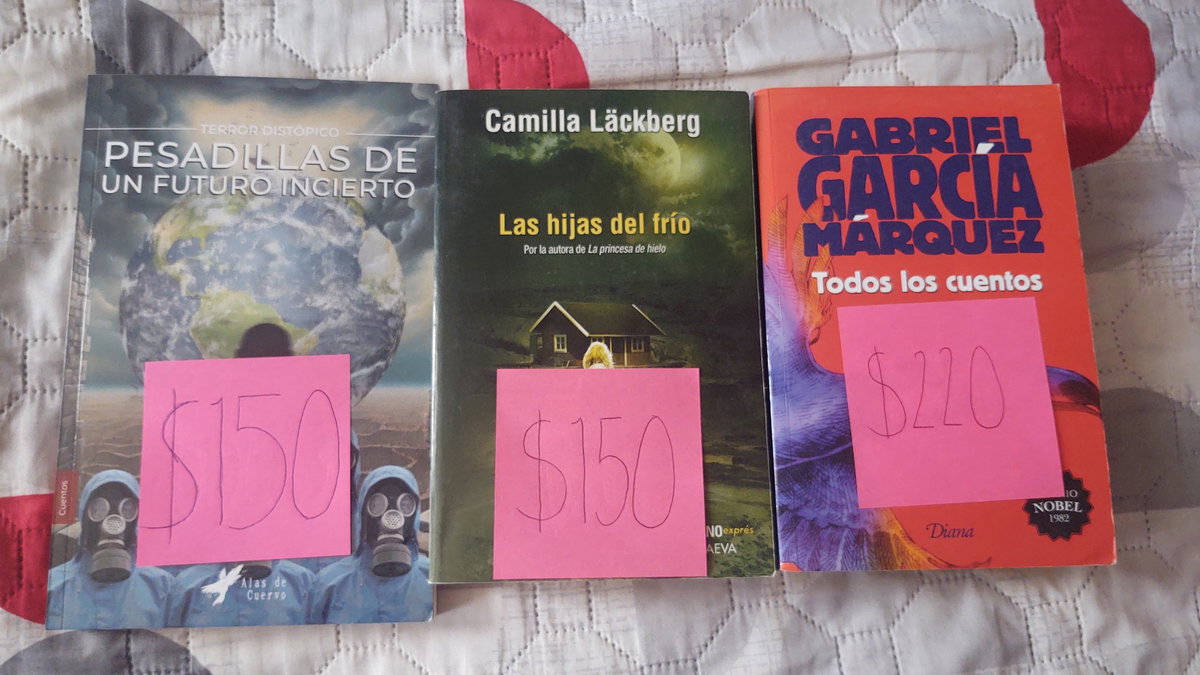 TERROR DISTÓPICO
PESADILLAS DE
UN FUTURO INCIERTO
$150
Cuentos
Alas de
Cuervo
Camilla Läckberg
Las hijas del frío
Por la autora de La princesa de hielo
$150
exprés
GABRIEL
GARCÍA
MÁRQUEZ
Todos los cuentos
$220
NOBEL
1982
Diana